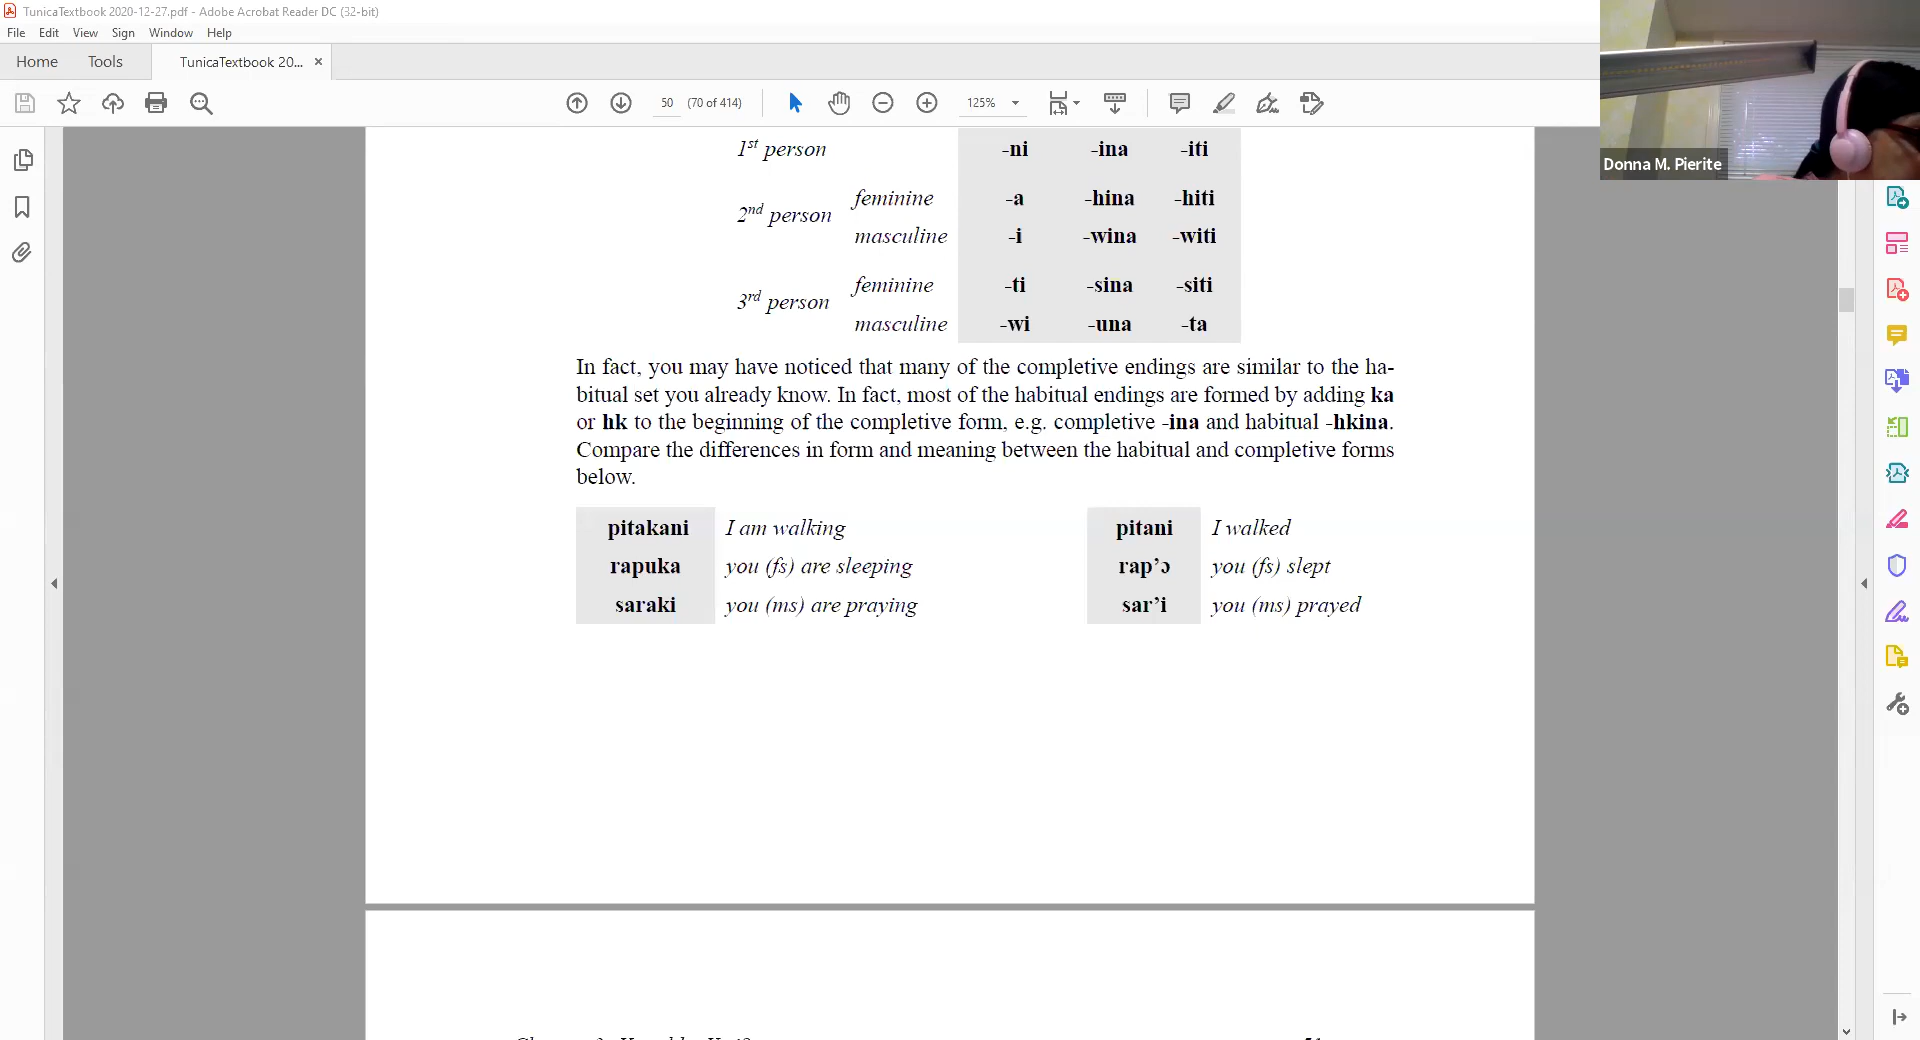 TunicaTextbook 2020-12-27.pdf - Adobe Acrobat Reader DC (32-bit)
File Edit View Sign Window Help
Home Tools TunicaTextbook 20... ×
50 (70 of 414) 125%
Donna M. Pierite
1st person -ni -ina -iti
2nd person
feminine -a -hina -hiti
masculine -i -wina -witi
3rd person
feminine -ti -sina -siti
masculine -wi -una -ta
In fact, you may have noticed that many of the completive endings are similar to the ha-
bitual set you already know. In fact, most of the habitual endings are formed by adding ka
or hk to the beginning of the completive form, e.g. completive -ina and habitual -hkina.
Compare the differences in form and meaning between the habitual and completive forms
below.
pitakani I am walking pitani I walked
rapuka you (fs) are sleeping rap’ɔ you (fs) slept
saraki you (ms) are praying sar’i you (ms) prayed